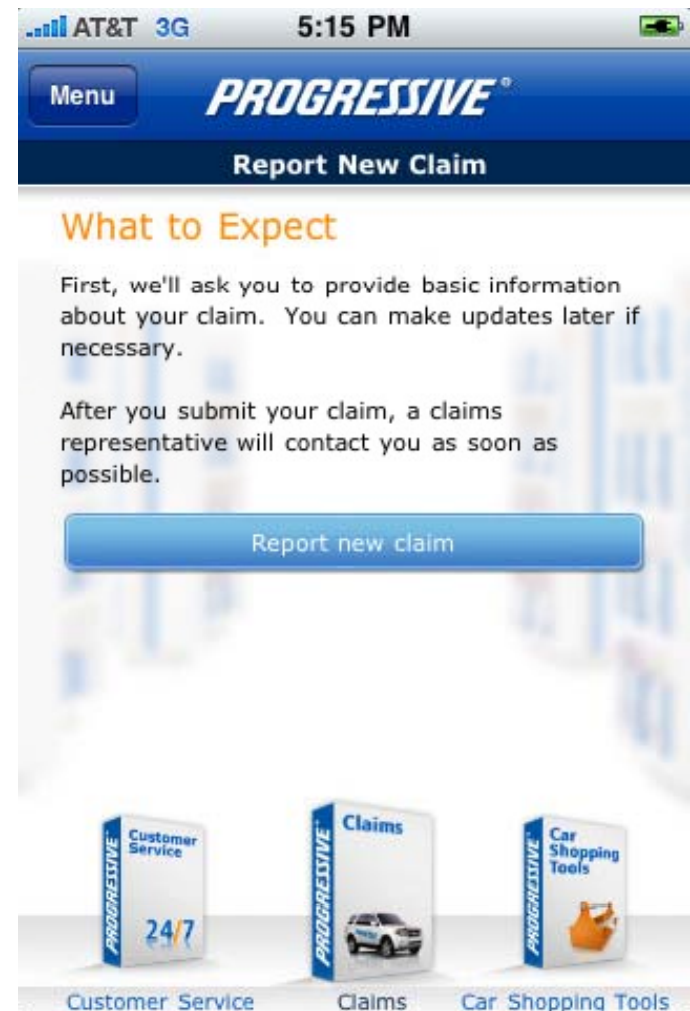 AT&T 3G 5:15 PM
Menu PROGRESSIVE®
Report New Claim
What to Expect
First, we'll ask you to provide basic information
about your claim. You can make updates later if
necessary.
After you submit your claim, a claims
representative will contact you as soon as
possible.
Report new claim
PROGRESSIVE
Customer
Service
24/7
PROGRESSIVE
Claims
PROGRESSIVE
Car
Shopping
Tools
Customer Service Claims Car Shopping Tools